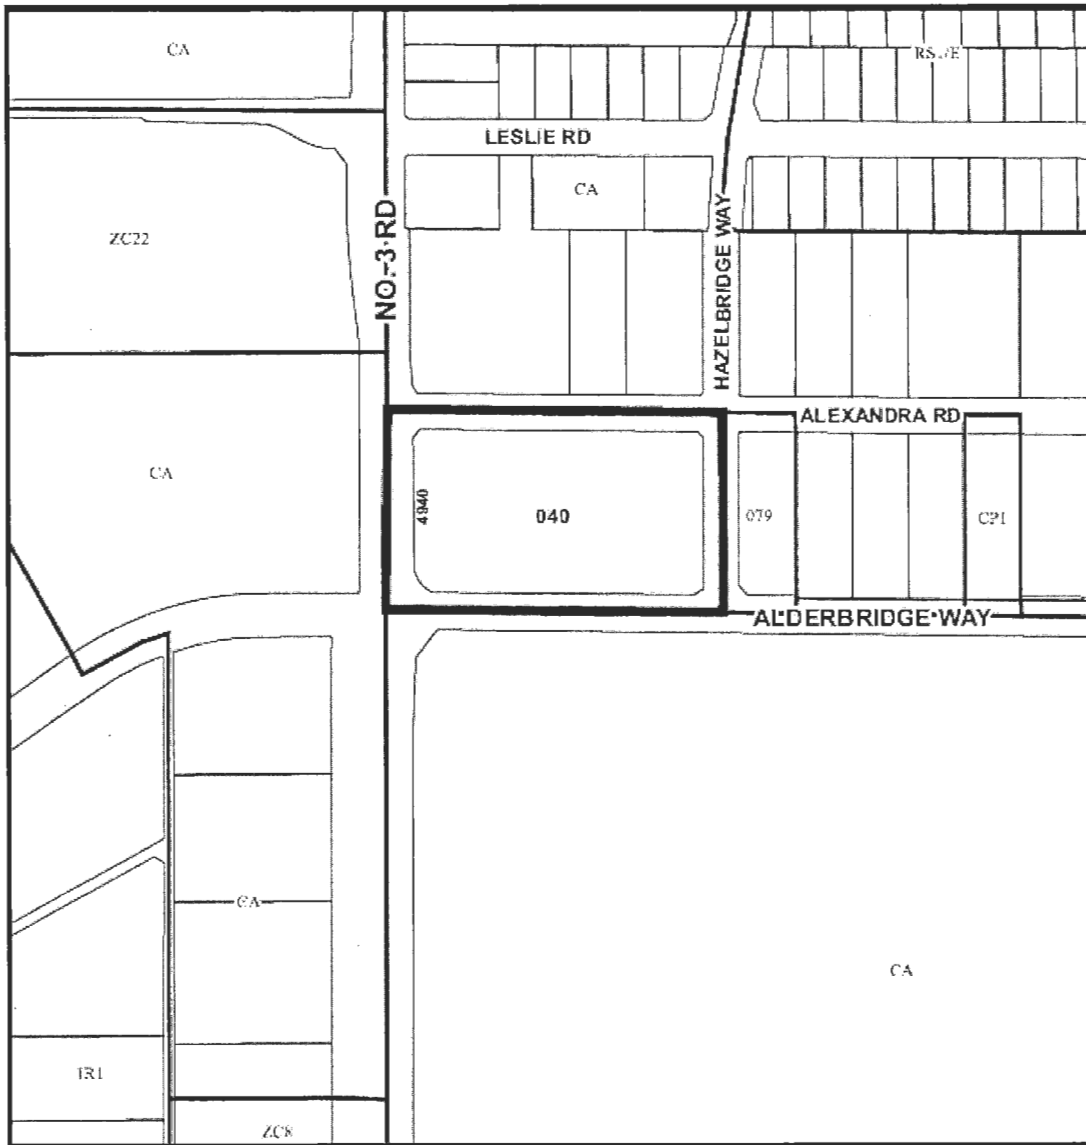 CA
LESLIE RD
CA
ZC22
NO. 3 RD
HAZELBRIDGE WAY
ALEXANDRA RD
CA
4940
040
079
CP1
ALDERBRIDGE WAY
CA
CA
IR1
ZC8